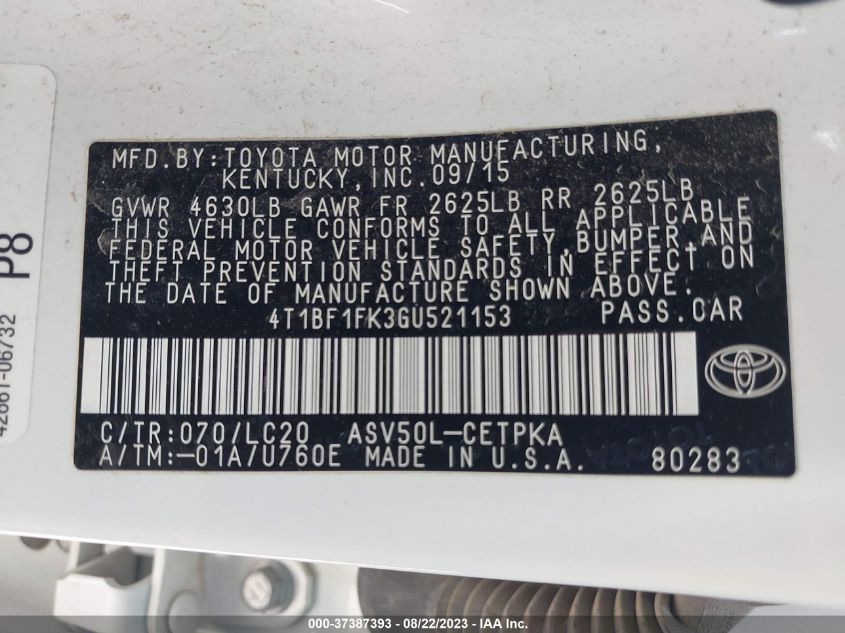 MFD.BY:TOYOTA MOTOR MANUFACTURING,
KENTUCKY,INC.09/15
GVWR 4630LB GAWR FR 2625LB RR 2625LB
THIS VEHICLE CONFORMS TO ALL APPLICABLE
FEDERAL MOTOR VEHICLE SAFETY,BUMPER,AND
THEFT PREVENTION STANDARDS IN EFFECT ON
THE DATE OF MANUFACTURE SHOWN ABOVE.
4T1BF1FK3GU521153 PASS.CAR
C/TR:070/LC20 ASV50L-CETPKA
A/TM:-01A/U760E MADE IN U.S.A. 80283
P8
42661-06732
000-37387393 - 08/22/2023 - IAA Inc.